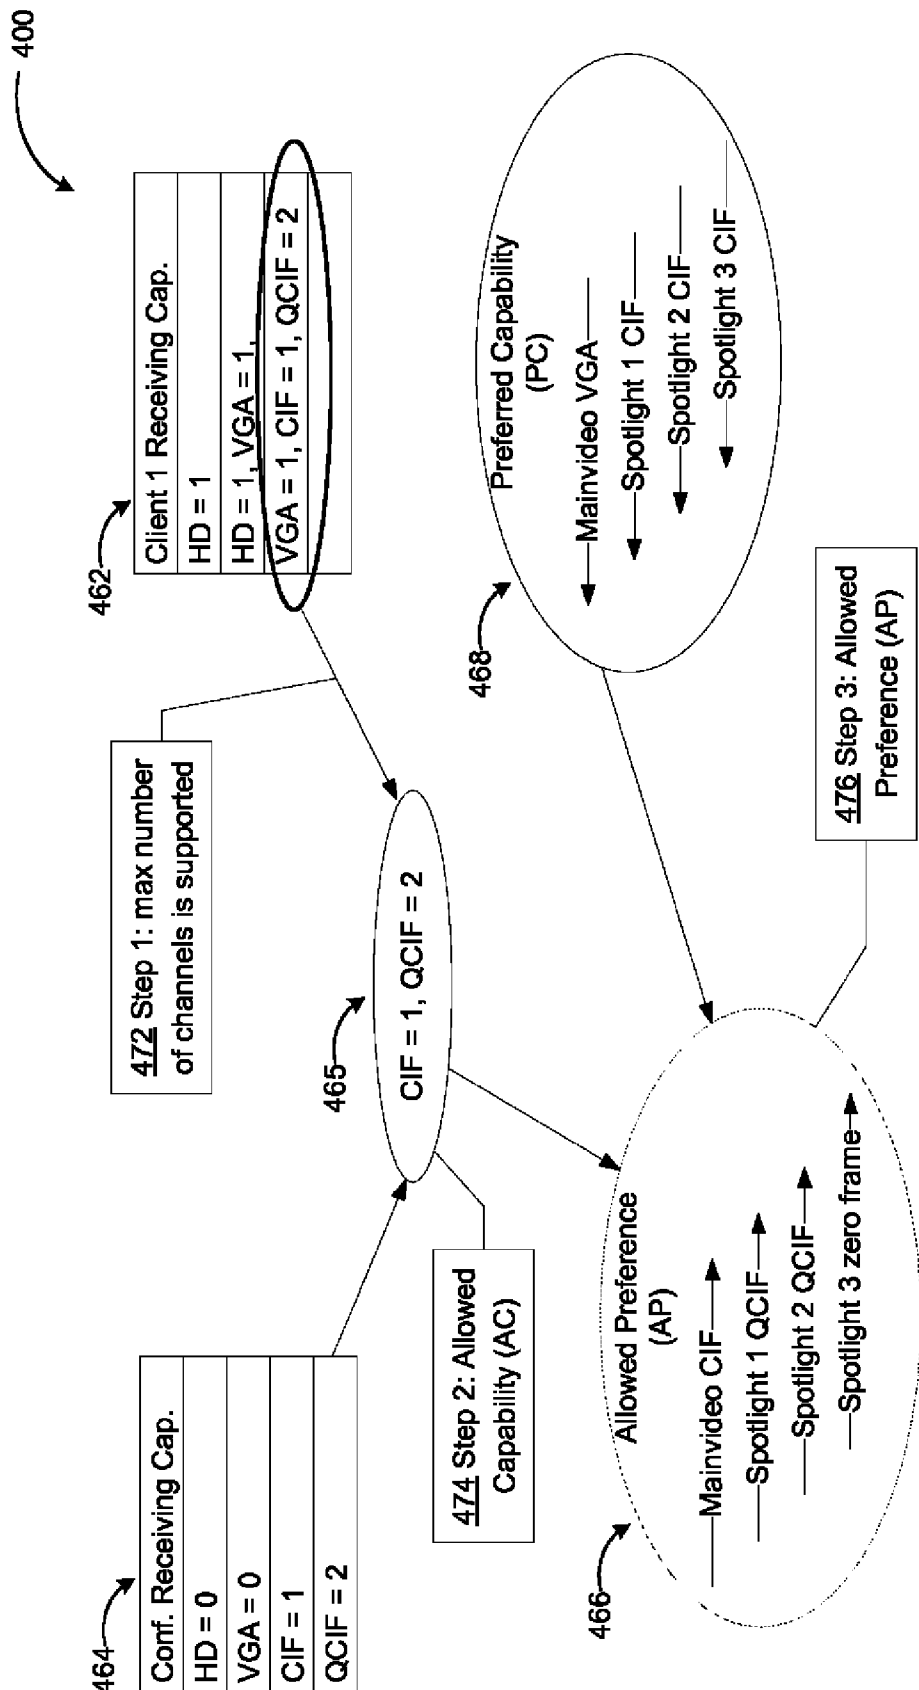 400
462
Client 1 Receiving Cap.
HD = 1
HD = 1, VGA = 1,
VGA = 1, CIF = 1, QCIF = 2
472 Step 1: max number
of channels is supported
464
Conf. Receiving Cap.
HD = 0
VGA = 0
CIF = 1
QCIF = 2
465
CIF = 1, QCIF = 2
474 Step 2: Allowed
Capability (AC)
468
Preferred Capability
(PC)
Mainvideo VGA
Spotlight 1 CIF
Spotlight 2 CIF
Spotlight 3 CIF
466
Allowed Preference
(AP)
Mainvideo CIF
Spotlight 1 QCIF
Spotlight 2 QCIF
Spotlight 3 zero frame
476 Step 3: Allowed
Preference (AP)